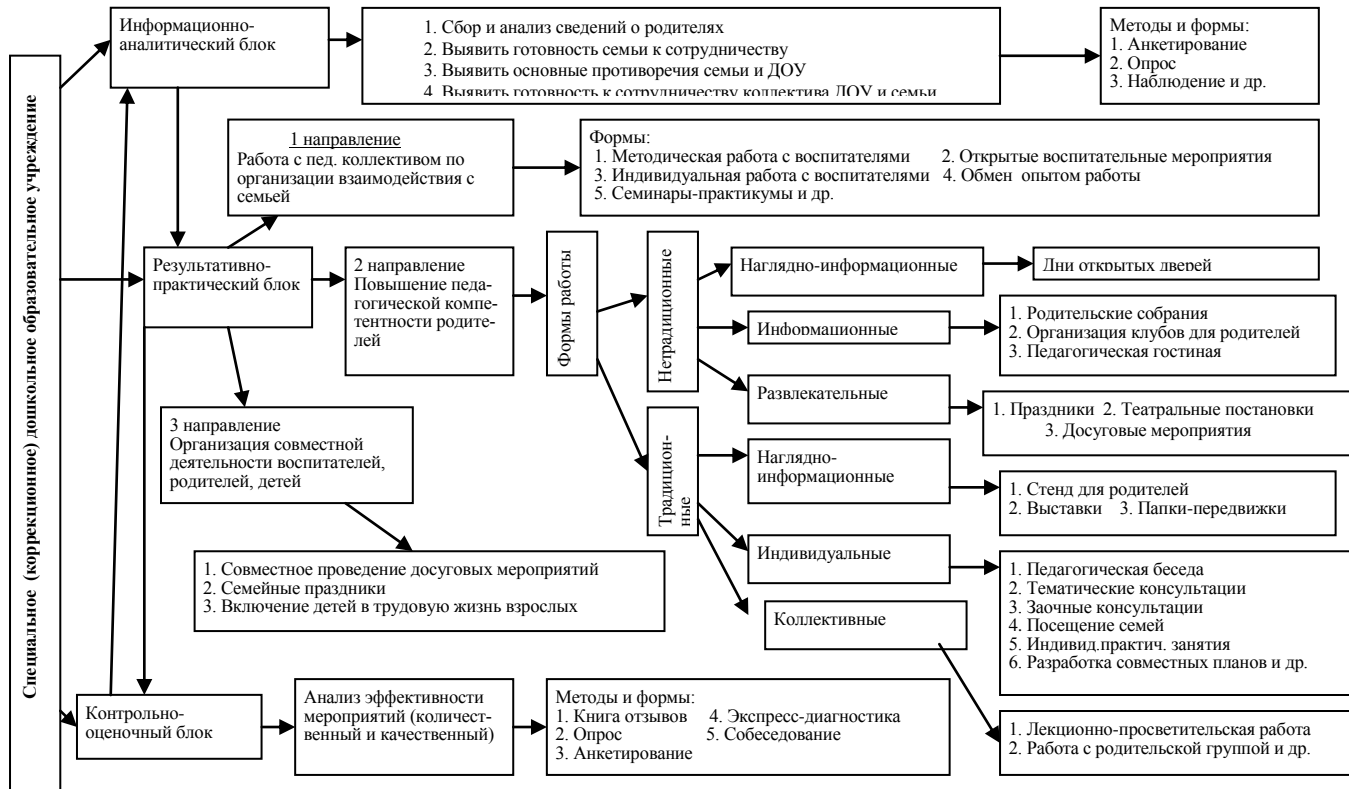 Специальное (коррекционное) дошкольное образовательное учреждение
Информационно-
аналитический блок
1. Сбор и анализ сведений о родителях
2. Выявить готовность семьи к сотрудничеству
3. Выявить основные противоречия семьи и ДОУ
4. Выявить готовность к сотрудничеству коллектива ДОУ и семьи
Методы и формы:
1. Анкетирование
2. Опрос
3. Наблюдение и др.
1 направление
Работа с пед. коллективом по
организации взаимодействия с
семьей
Формы:
1. Методическая работа с воспитателями 2. Открытые воспитательные мероприятия
3. Индивидуальная работа с воспитателями 4. Обмен опытом работы
5. Семинары-практикумы и др.
Результативно-
практический блок
2 направление
Повышение педа-
гогической компе-
тентности родите-
лей
Формы работы
Нетрадиционные
Наглядно-информационные
Дни открытых дверей
Информационные
1. Родительские собрания
2. Организация клубов для родителей
3. Педагогическая гостиная
Развлекательные
1. Праздники 2. Театральные постановки
3. Досуговые мероприятия
3 направление
Организация совместной
деятельности воспитателей,
родителей, детей
Традицион-
ные
Наглядно-
информационные
1. Стенд для родителей
2. Выставки 3. Папки-передвижки
Индивидуальные
1. Педагогическая беседа
2. Тематические консультации
3. Заочные консультации
4. Посещение семей
5. Индивид.практич. занятия
6. Разработка совместных планов и др.
1. Совместное проведение досуговых мероприятий
2. Семейные праздники
3. Включение детей в трудовую жизнь взрослых
Коллективные
1. Лекционно-просветительская работа
2. Работа с родительской группой и др.
Контрольно-
оценочный блок
Анализ эффективности
мероприятий (количест-
венный и качественный)
Методы и формы:
1. Книга отзывов 4. Экспресс-диагностика
2. Опрос 5. Собеседование
3. Анкетирование